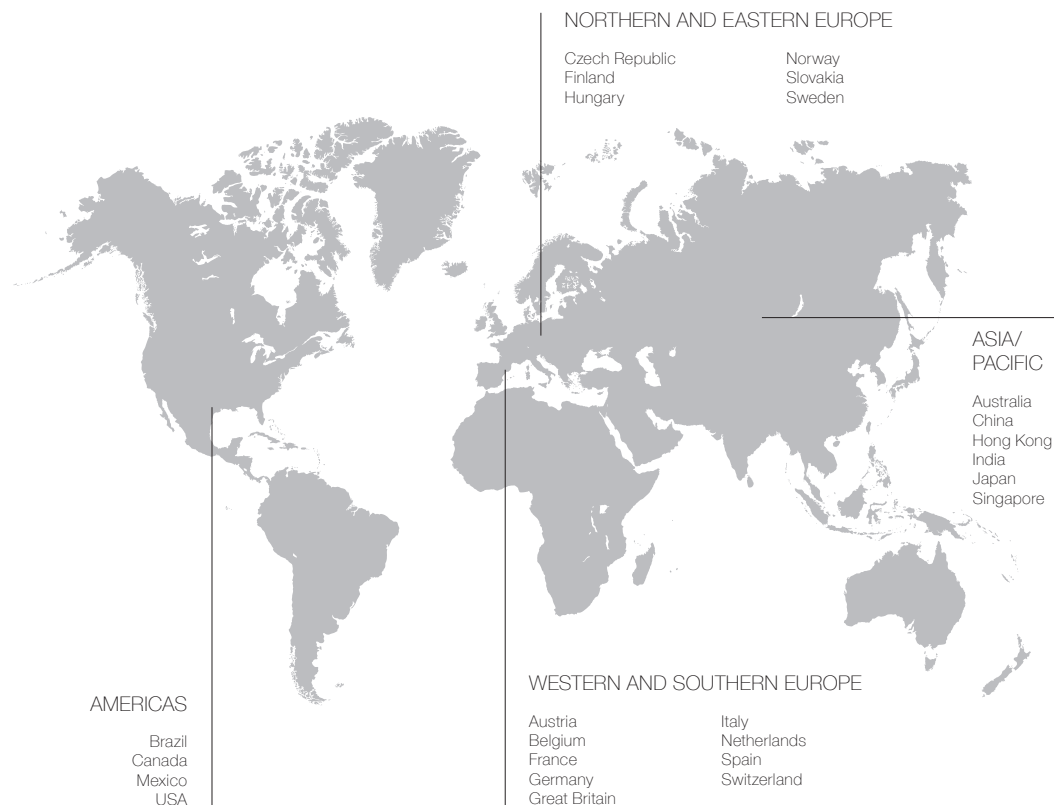 NORTHERN AND EASTERN EUROPE
Czech Republic
Finland
Hungary
Norway
Slovakia
Sweden
ASIA/
PACIFIC
Australia
China
Hong Kong
India
Japan
Singapore
AMERICAS
Brazil
Canada
Mexico
USA
WESTERN AND SOUTHERN EUROPE
Austria
Belgium
France
Germany
Great Britain
Italy
Netherlands
Spain
Switzerland